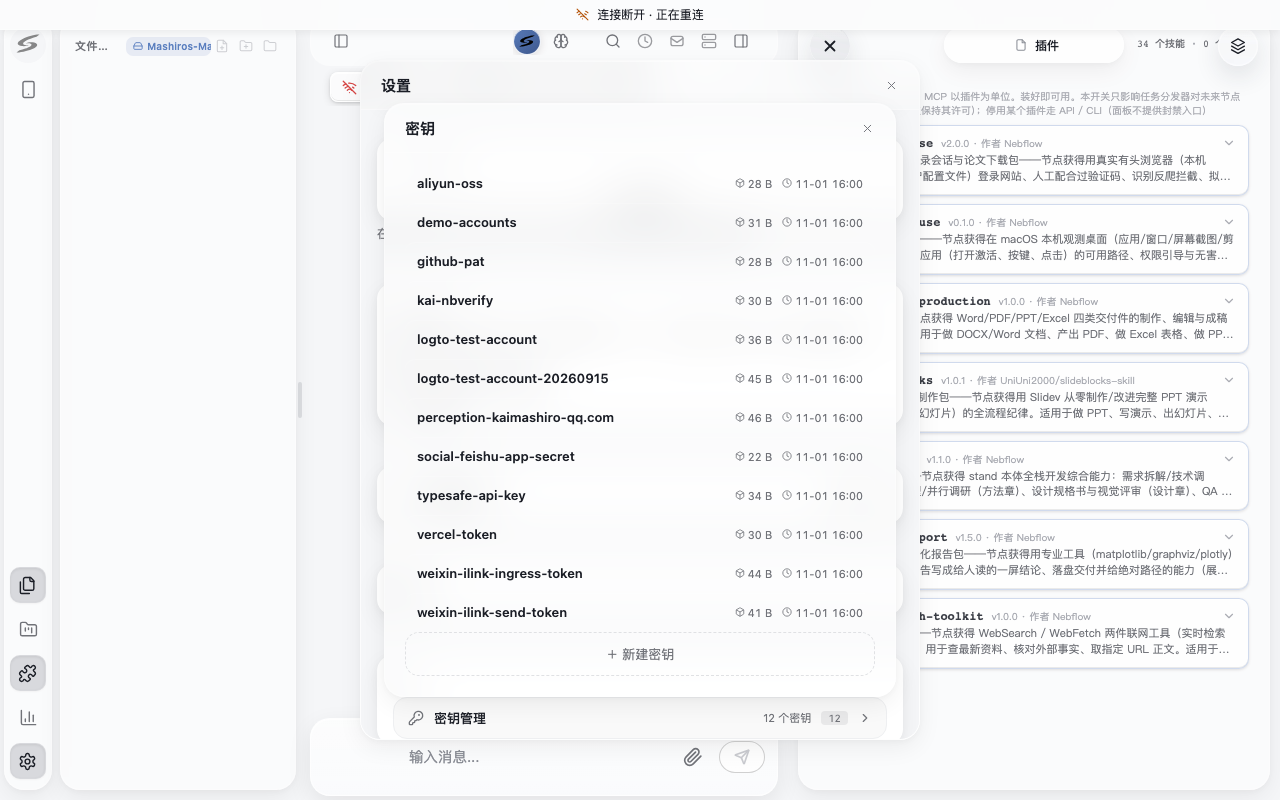 连接断开 · 正在重连
文件...
Mashiros-Ma
插件
34 个技能 · 0
设置
密钥
aliyun-oss
28 B
11-01 16:00
demo-accounts
31 B
11-01 16:00
github-pat
28 B
11-01 16:00
kai-nbverify
30 B
11-01 16:00
logto-test-account
36 B
11-01 16:00
logto-test-account-20260915
45 B
11-01 16:00
perception-kaimashiro-qq.com
46 B
11-01 16:00
social-feishu-app-secret
22 B
11-01 16:00
typesafe-api-key
34 B
11-01 16:00
vercel-token
30 B
11-01 16:00
weixin-ilink-ingress-token
44 B
11-01 16:00
weixin-ilink-send-token
41 B
11-01 16:00
+ 新建密钥
密钥管理
12 个密钥
12
输入消息...
MCP 以插件为单位。装好即可用。本开关只影响任务分发器对未来节点
保持其许可）；停用某个插件走 API / CLI（面板不提供封禁入口）
se v2.0.0 · 作者 Nebflow
录会话与论文下载包——节点获得用真实有头浏览器（本机
配置文件）登录网站、人工配合过验证码、识别反爬拦截、拟...
use v0.1.0 · 作者 Nebflow
——节点获得在 macOS 本机观测桌面（应用/窗口/屏幕截图/剪
应用（打开激活、按键、点击）的可用路径、权限引导与无害...
production v1.0.0 · 作者 Nebflow
点获得 Word/PDF/PPT/Excel 四类交付件的制作、编辑与成稿
用于做 DOCX/Word 文档、产出 PDF、做 Excel 表格、做 PP...
ks v1.0.1 · 作者 UniUni2000/slideblocks-skill
制作包——节点获得用 Slidev 从零制作/改进完整 PPT 演示
幻灯片）的全流程纪律。适用于做 PPT、写演示、出幻灯片、...
v1.1.0 · 作者 Nebflow
节点获得 stand 本体全栈开发综合能力：需求拆解/技术调
/并行调研（方法章）、设计规格书与视觉评审（设计章）、QA ...
port v1.5.0 · 作者 Nebflow
化报告包——节点获得用专业工具（matplotlib/graphviz/plotly）
告写成给人读的一屏结论、落盘交付并给绝对路径的能力（展...
h-toolkit v1.0.0 · 作者 Nebflow
—节点获得 WebSearch / WebFetch 两件联网工具（实时检索
用于查最新资料、核对外部事实、取指定 URL 正文。适用于...